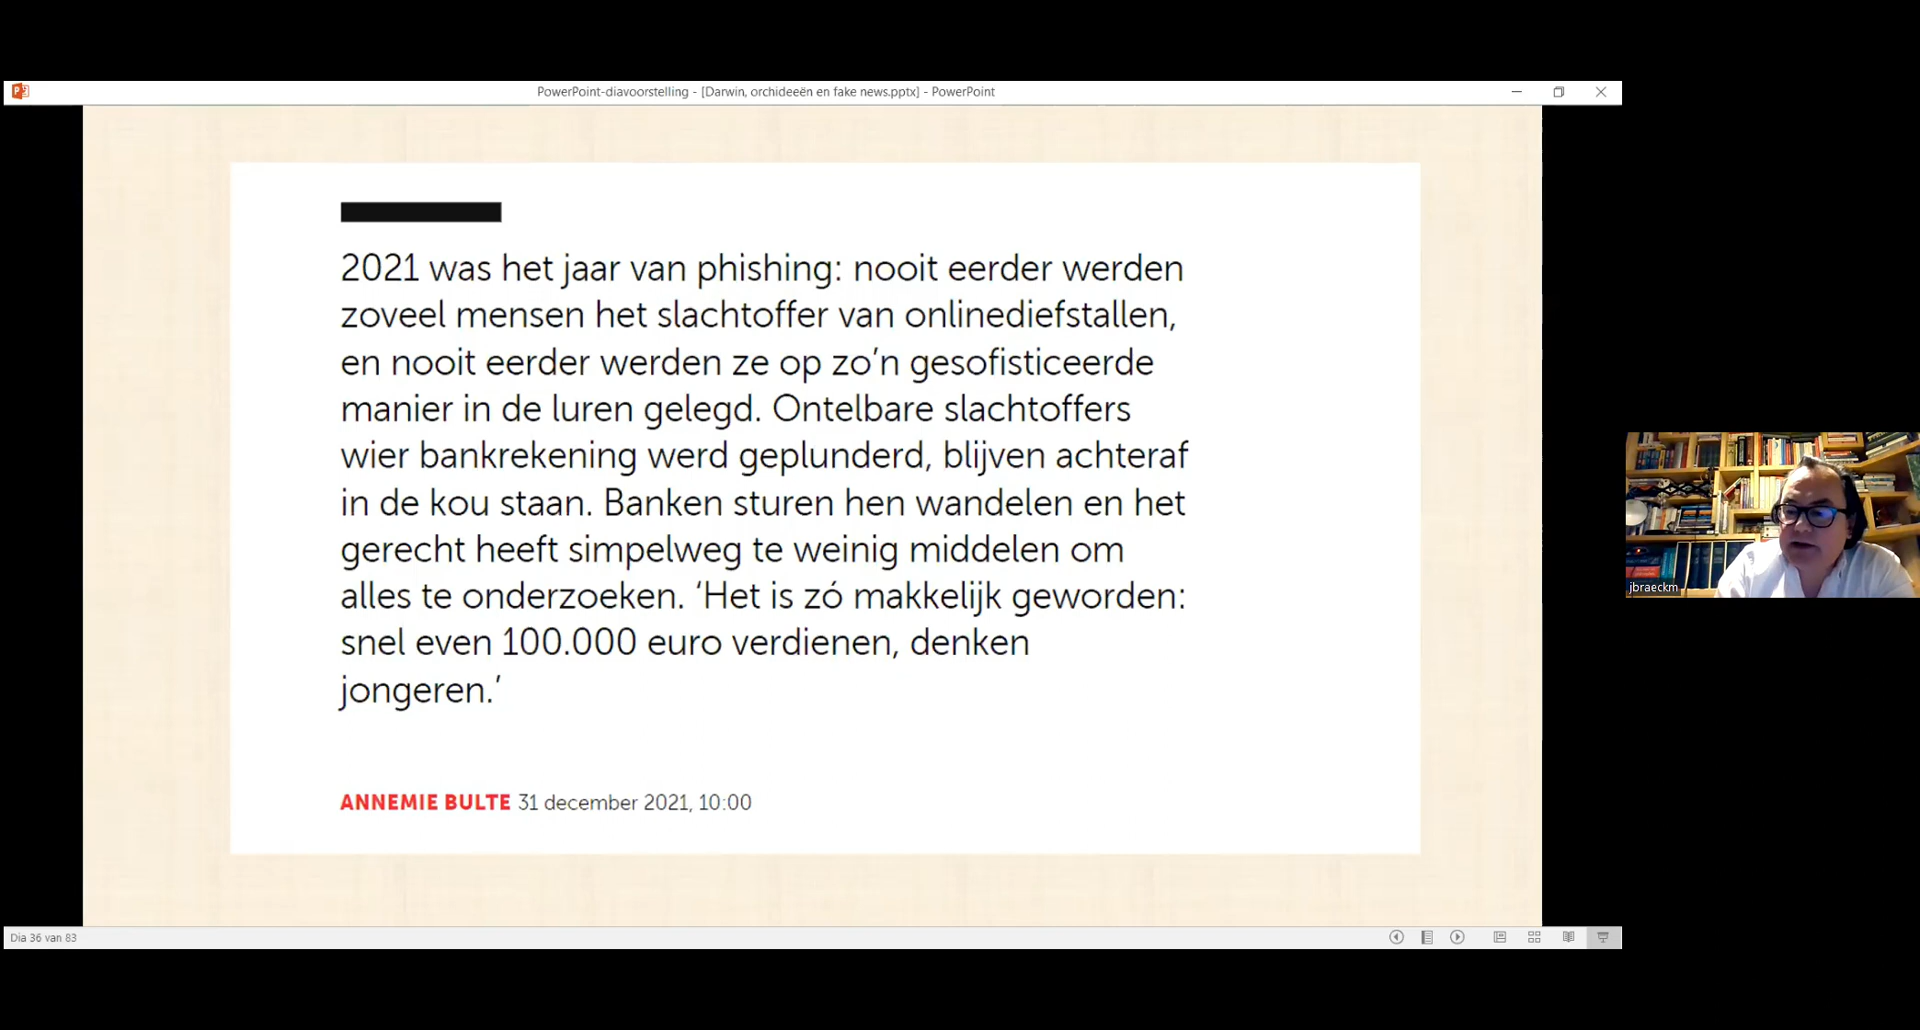 PowerPoint-diavoorstelling - [Darwin, orchideeën en fake news.pptx] - PowerPoint
2021 was het jaar van phishing: nooit eerder werden
zoveel mensen het slachtoffer van onlinediefstallen,
en nooit eerder werden ze op zo’n gesofisticeerde
manier in de luren gelegd. Ontelbare slachtoffers
wier bankrekening werd geplunderd, blijven achteraf
in de kou staan. Banken sturen hen wandelen en het
gerecht heeft simpelweg te weinig middelen om
alles te onderzoeken. ‘Het is zó makkelijk geworden:
snel even 100.000 euro verdienen, denken
jongeren.’
ANNEMIE BULTE 31 december 2021, 10:00
jbraeckm
Dia 36 van 83